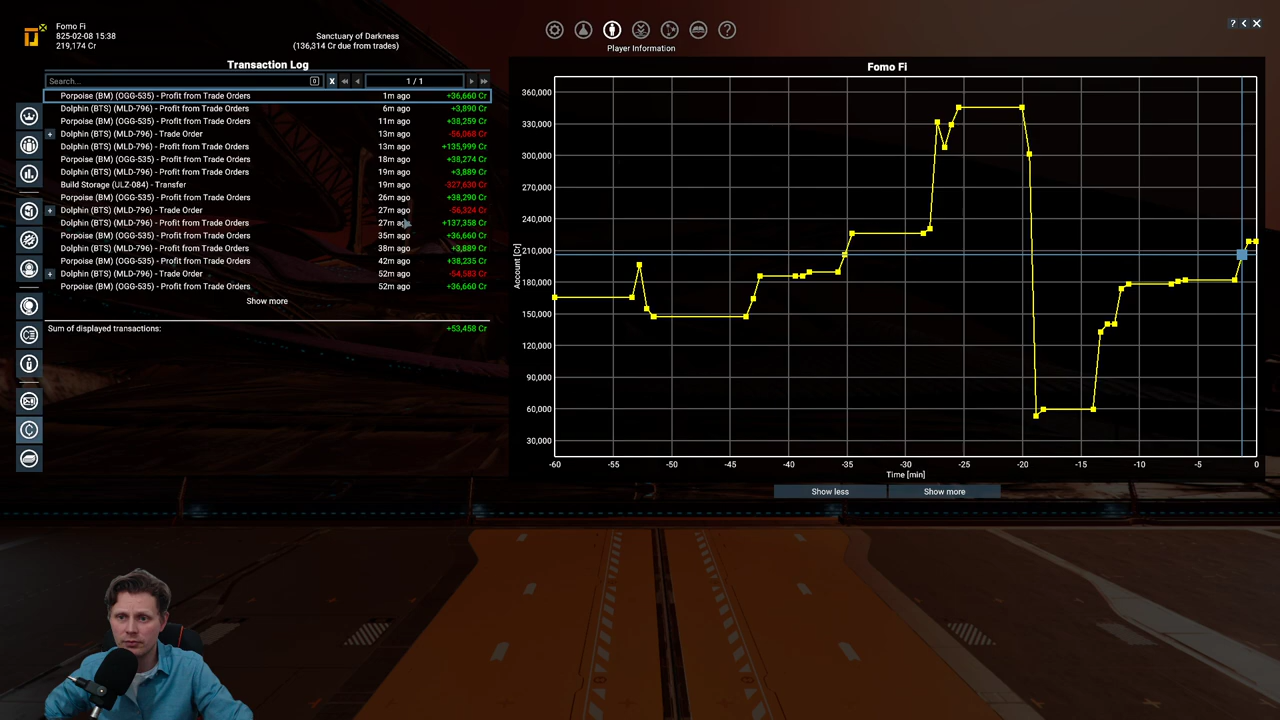 Fomo Fi
825-02-08 15:38
219,174 Cr
Sanctuary of Darkness
(136,314 Cr due from trades)
Player Information
? < X
Transaction Log
Search...
0
X
1 / 1
Porpoise (BM) (OGG-535) - Profit from Trade Orders 1m ago +36,660 Cr
Dolphin (BTS) (MLD-796) - Profit from Trade Orders 6m ago +3,890 Cr
Porpoise (BM) (OGG-535) - Profit from Trade Orders 11m ago +38,259 Cr
+ Dolphin (BTS) (MLD-796) - Trade Order 13m ago -56,068 Cr
Dolphin (BTS) (MLD-796) - Profit from Trade Orders 13m ago +135,999 Cr
Porpoise (BM) (OGG-535) - Profit from Trade Orders 18m ago +38,274 Cr
Dolphin (BTS) (MLD-796) - Profit from Trade Orders 19m ago +3,889 Cr
Build Storage (ULZ-084) - Transfer 19m ago -327,630 Cr
Porpoise (BM) (OGG-535) - Profit from Trade Orders 26m ago +38,290 Cr
+ Dolphin (BTS) (MLD-796) - Trade Order 27m ago -56,324 Cr
Dolphin (BTS) (MLD-796) - Profit from Trade Orders 27m ago +137,358 Cr
Porpoise (BM) (OGG-535) - Profit from Trade Orders 35m ago +36,660 Cr
Dolphin (BTS) (MLD-796) - Profit from Trade Orders 38m ago +3,889 Cr
Porpoise (BM) (OGG-535) - Profit from Trade Orders 42m ago +38,235 Cr
+ Dolphin (BTS) (MLD-796) - Trade Order 52m ago -54,583 Cr
Porpoise (BM) (OGG-535) - Profit from Trade Orders 52m ago +36,660 Cr
Show more
Sum of displayed transactions: +53,458 Cr
Fomo Fi
Account [Cr]
360,000
330,000
300,000
270,000
240,000
210,000
180,000
150,000
120,000
90,000
60,000
30,000
-60 -55 -50 -45 -40 -35 -30 -25 -20 -15 -10 -5 0
Time [min]
Show less
Show more